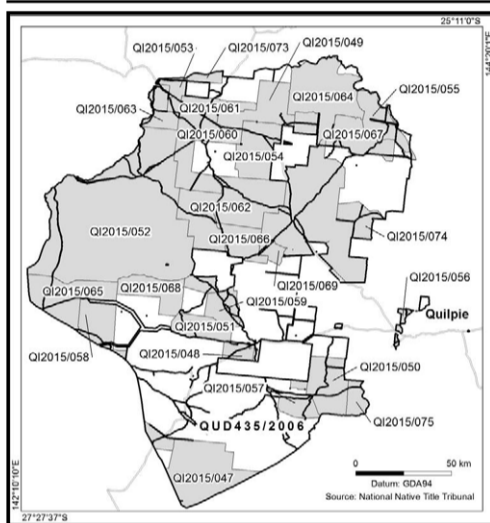 25°11'0"S
QI2015/053
QI2015/073
QI2015/049
QI2015/055
QI2015/063
QI2015/061
QI2015/064
QI2015/060
QI2015/067
QI2015/054
QI2015/062
QI2015/052
QI2015/066
QI2015/074
QI2015/056
QI2015/069
Quilpie
QI2015/065
QI2015/068
QI2015/059
QI2015/051
QI2015/058
QI2015/048
QI2015/050
QI2015/057
QUD435/2006
QI2015/075
QI2015/047
0 50 km
Datum: GDA94
Source: National Native Title Tribunal
142°10'10"E
27°27'37"S